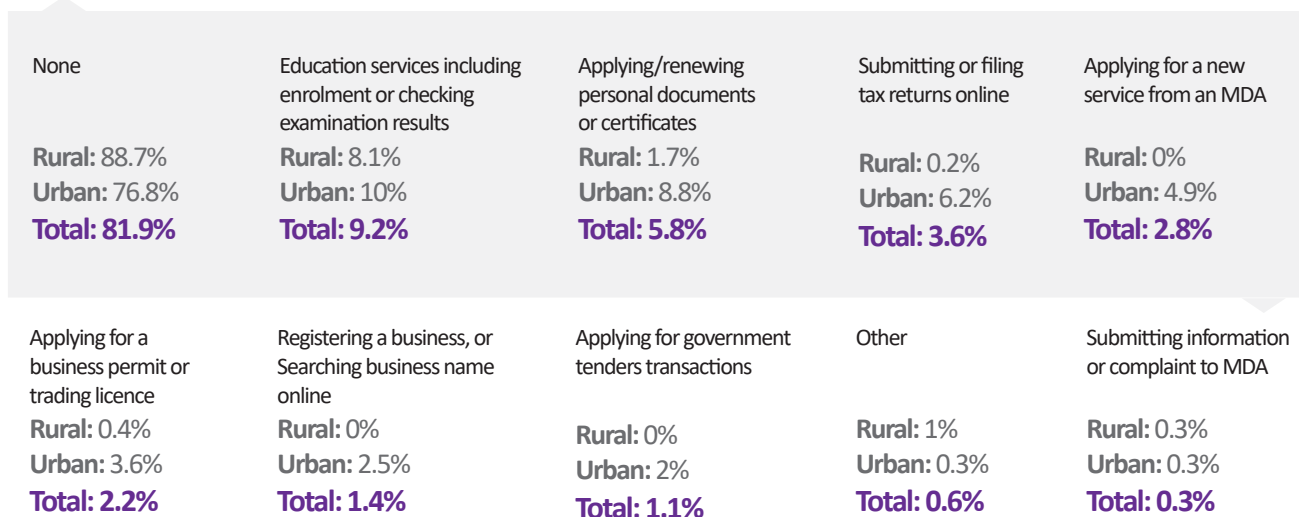 None
Rural: 88.7%
Urban: 76.8%
Total: 81.9%
Education services including
enrolment or checking
examination results
Rural: 8.1%
Urban: 10%
Total: 9.2%
Applying/renewing
personal documents
or certificates
Rural: 1.7%
Urban: 8.8%
Total: 5.8%
Submitting or filing
tax returns online
Rural: 0.2%
Urban: 6.2%
Total: 3.6%
Applying for a new
service from an MDA
Rural: 0%
Urban: 4.9%
Total: 2.8%
Applying for a
business permit or
trading licence
Rural: 0.4%
Urban: 3.6%
Total: 2.2%
Registering a business, or
Searching business name
online
Rural: 0%
Urban: 2.5%
Total: 1.4%
Applying for government
tenders transactions
Rural: 0%
Urban: 2%
Total: 1.1%
Other
Rural: 1%
Urban: 0.3%
Total: 0.6%
Submitting information
or complaint to MDA
Rural: 0.3%
Urban: 0.3%
Total: 0.3%